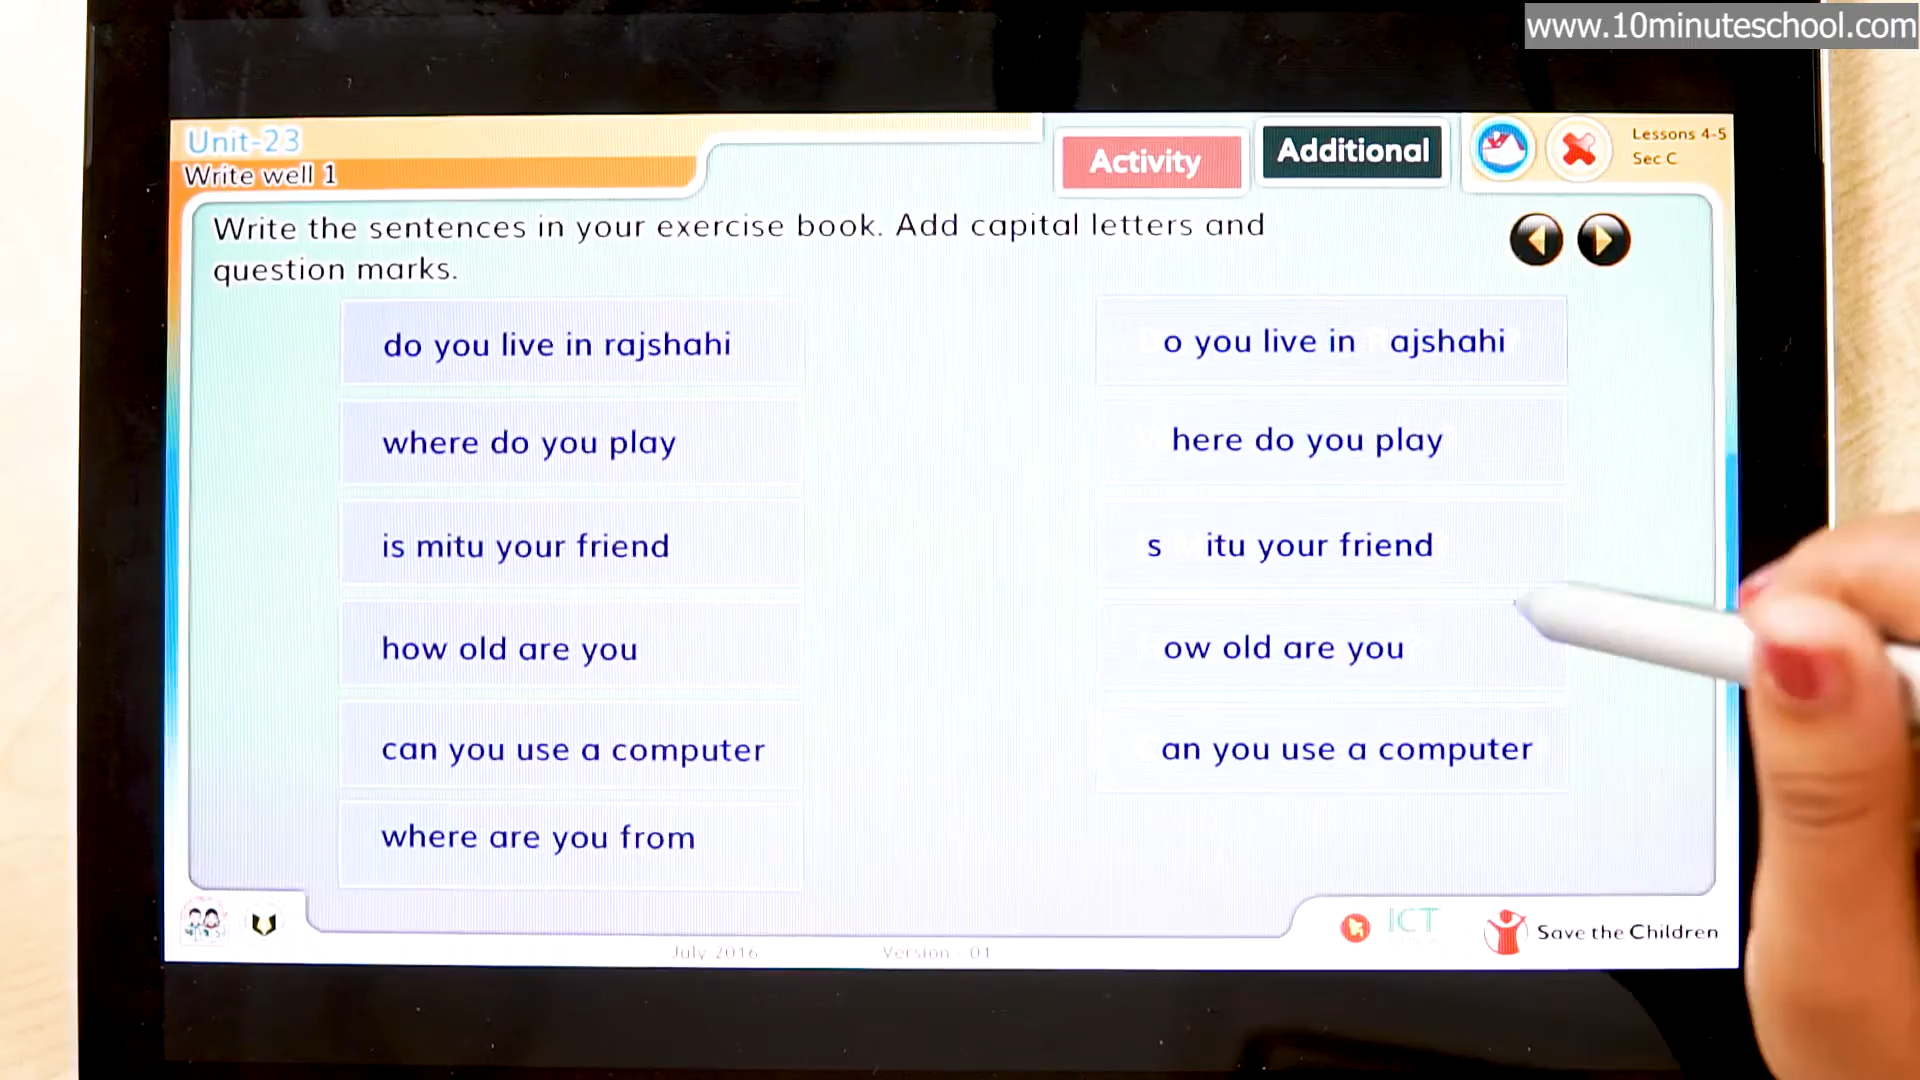 www.10minuteschool.com
Unit-23
Write well 1
Activity
Additional
Lessons 4-5
Sec C
Write the sentences in your exercise book. Add capital letters and
question marks.
do you live in rajshahi
o you live in ajshahi
where do you play
here do you play
is mitu your friend
s itu your friend
how old are you
ow old are you
can you use a computer
an you use a computer
where are you from
ICT
Save the Children
July 2016
Version - 01